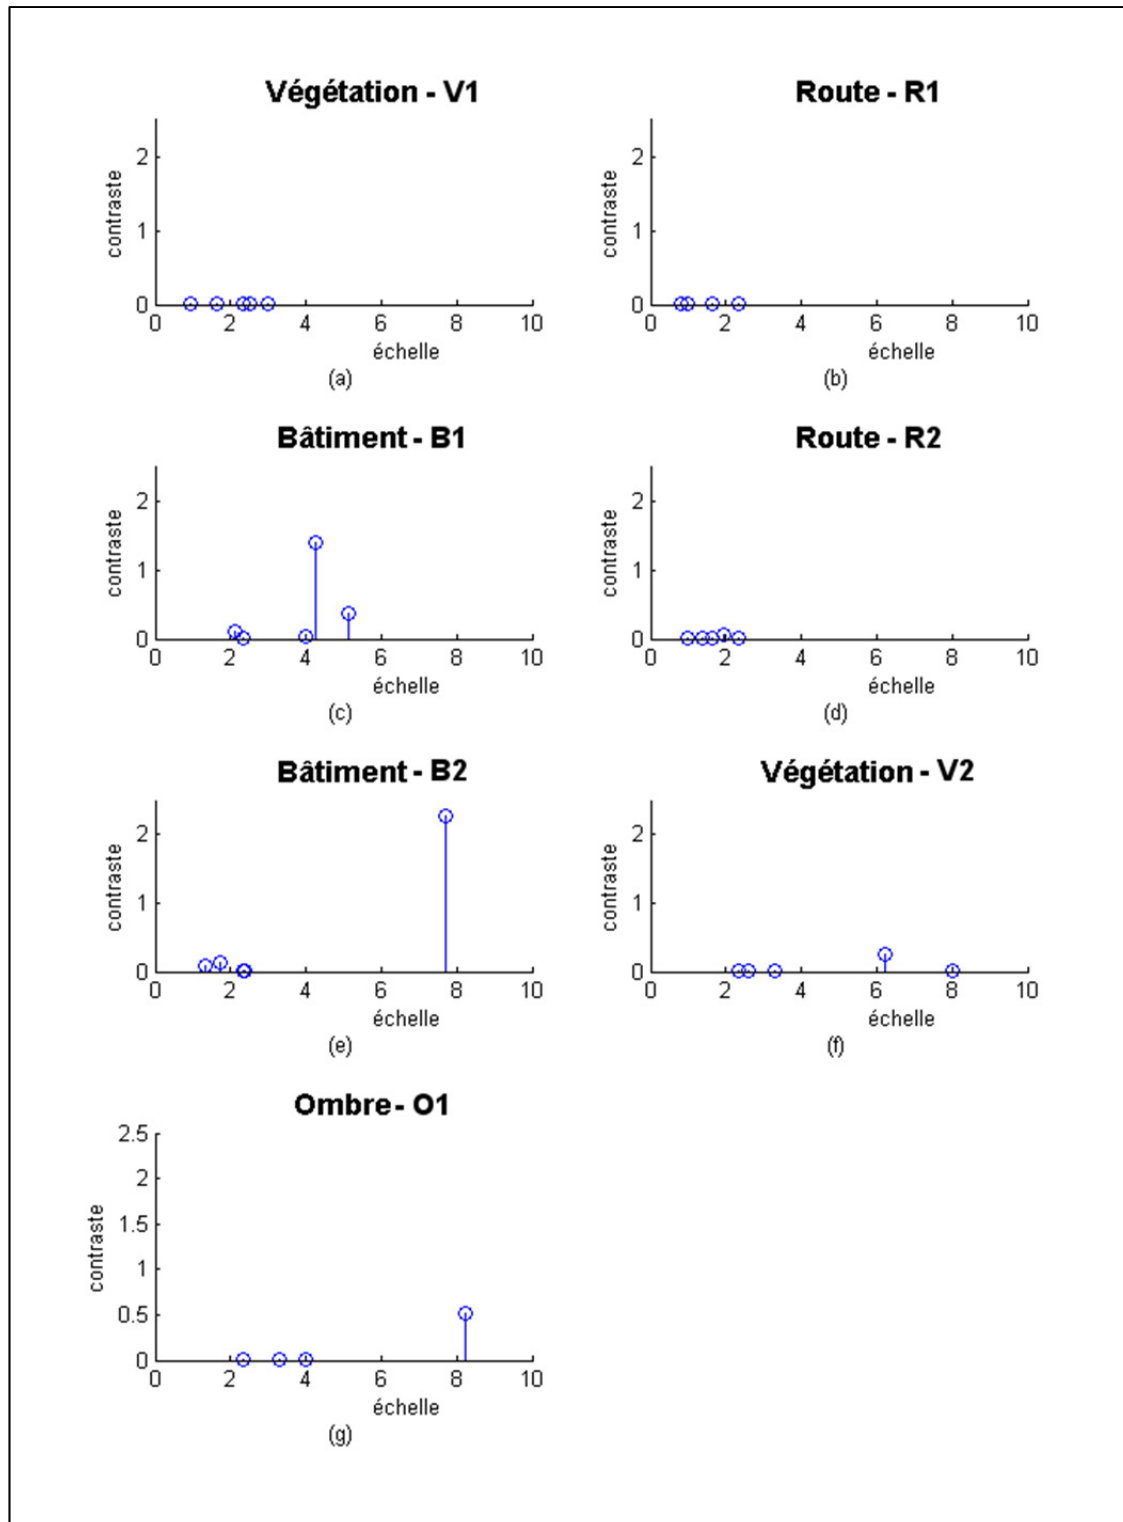 Végétation - V1
contraste
2
1
0
0 2 4 6 8 10
échelle
(a)
Route - R1
contraste
2
1
0
0 2 4 6 8 10
échelle
(b)
Bâtiment - B1
contraste
2
1
0
0 2 4 6 8 10
échelle
(c)
Route - R2
contraste
2
1
0
0 2 4 6 8 10
échelle
(d)
Bâtiment - B2
contraste
2
1
0
0 2 4 6 8 10
échelle
(e)
Végétation - V2
contraste
2
1
0
0 2 4 6 8 10
échelle
(f)
Ombre - O1
contraste
2.5
2
1.5
1
0.5
0
0 2 4 6 8 10
échelle
(g)